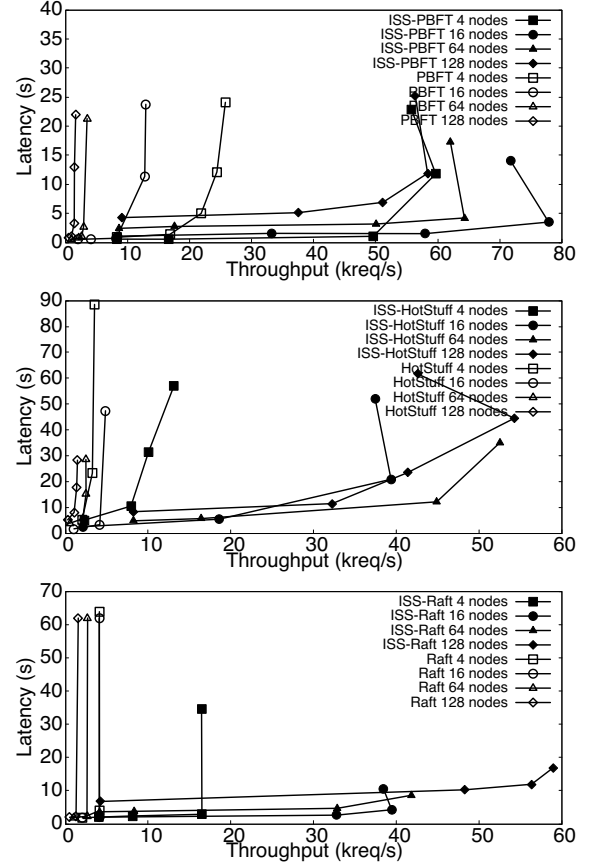 40
35
30
25
20
15
10
5
0
Latency (s)
0 10 20 30 40 50 60 70 80
Throughput (kreq/s)
ISS-PBFT 4 nodes
ISS-PBFT 16 nodes
ISS-PBFT 64 nodes
ISS-PBFT 128 nodes
PBFT 4 nodes
PBFT 16 nodes
PBFT 64 nodes
PBFT 128 nodes
90
80
70
60
50
40
30
20
10
0
Latency (s)
0 10 20 30 40 50 60
Throughput (kreq/s)
ISS-HotStuff 4 nodes
ISS-HotStuff 16 nodes
ISS-HotStuff 64 nodes
ISS-HotStuff 128 nodes
HotStuff 4 nodes
HotStuff 16 nodes
HotStuff 64 nodes
HotStuff 128 nodes
70
60
50
40
30
20
10
0
Latency (s)
0 10 20 30 40 50 60
Throughput (kreq/s)
ISS-Raft 4 nodes
ISS-Raft 16 nodes
ISS-Raft 64 nodes
ISS-Raft 128 nodes
Raft 4 nodes
Raft 16 nodes
Raft 64 nodes
Raft 128 nodes